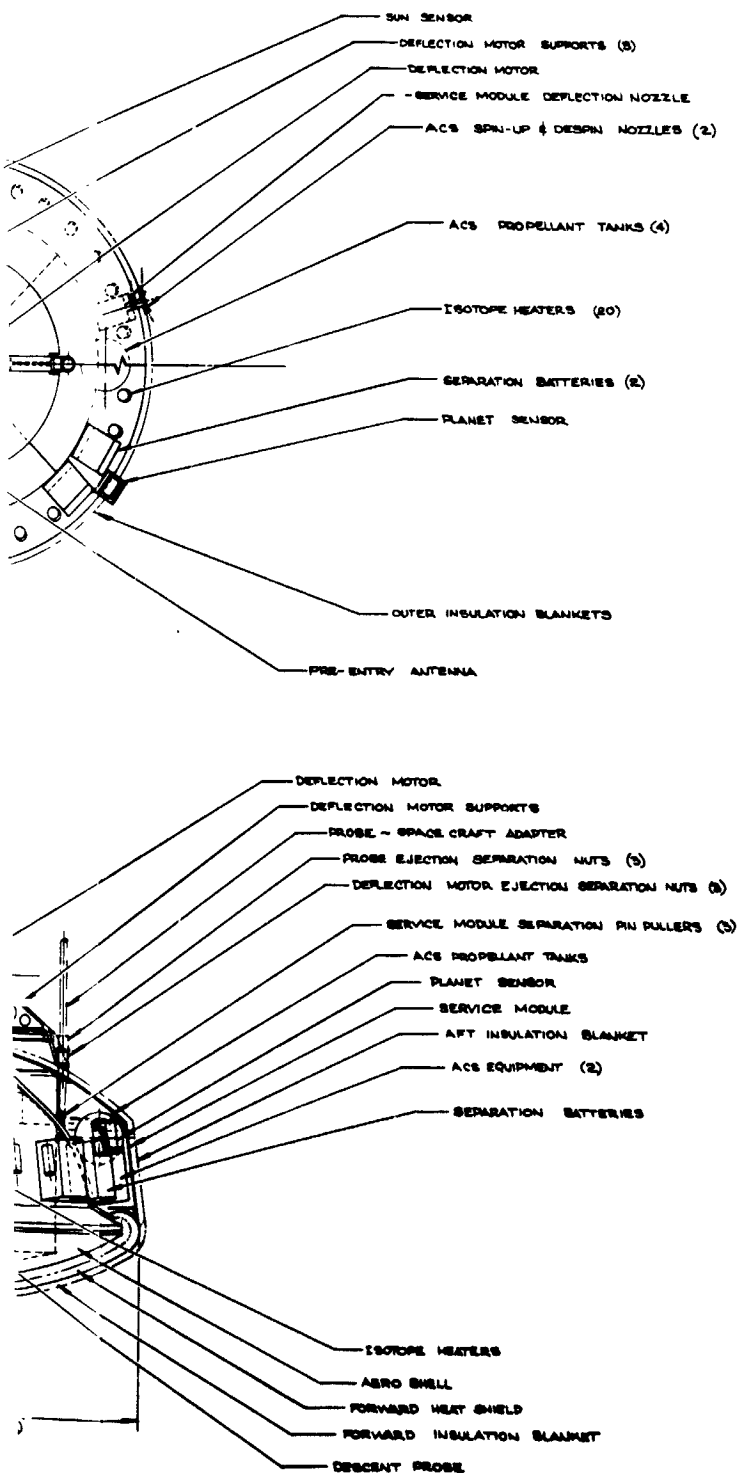 SUN SENSOR
DEFLECTION MOTOR SUPPORTS (3)
DEFLECTION MOTOR
SERVICE MODULE DEFLECTION NOZZLE
ACS SPIN-UP & DESPIN NOZZLES (2)
ACS PROPELLANT TANKS (4)
ISOTOPE HEATERS (20)
SEPARATION BATTERIES (2)
PLANET SENSOR
OUTER INSULATION BLANKETS
PRE-ENTRY ANTENNA
DEFLECTION MOTOR
DEFLECTION MOTOR SUPPORTS
PROBE ~ SPACE CRAFT ADAPTER
PROBE EJECTION SEPARATION NUTS (3)
DEFLECTION MOTOR EJECTION SEPARATION NUTS (3)
SERVICE MODULE SEPARATION PIN PULLERS (3)
ACS PROPELLANT TANKS
PLANET SENSOR
SERVICE MODULE
AFT INSULATION BLANKET
ACS EQUIPMENT (2)
SEPARATION BATTERIES
ISOTOPE HEATERS
AERO SHELL
FORWARD HEAT SHIELD
)
FORWARD INSULATION BLANKET
DESCENT PROBE